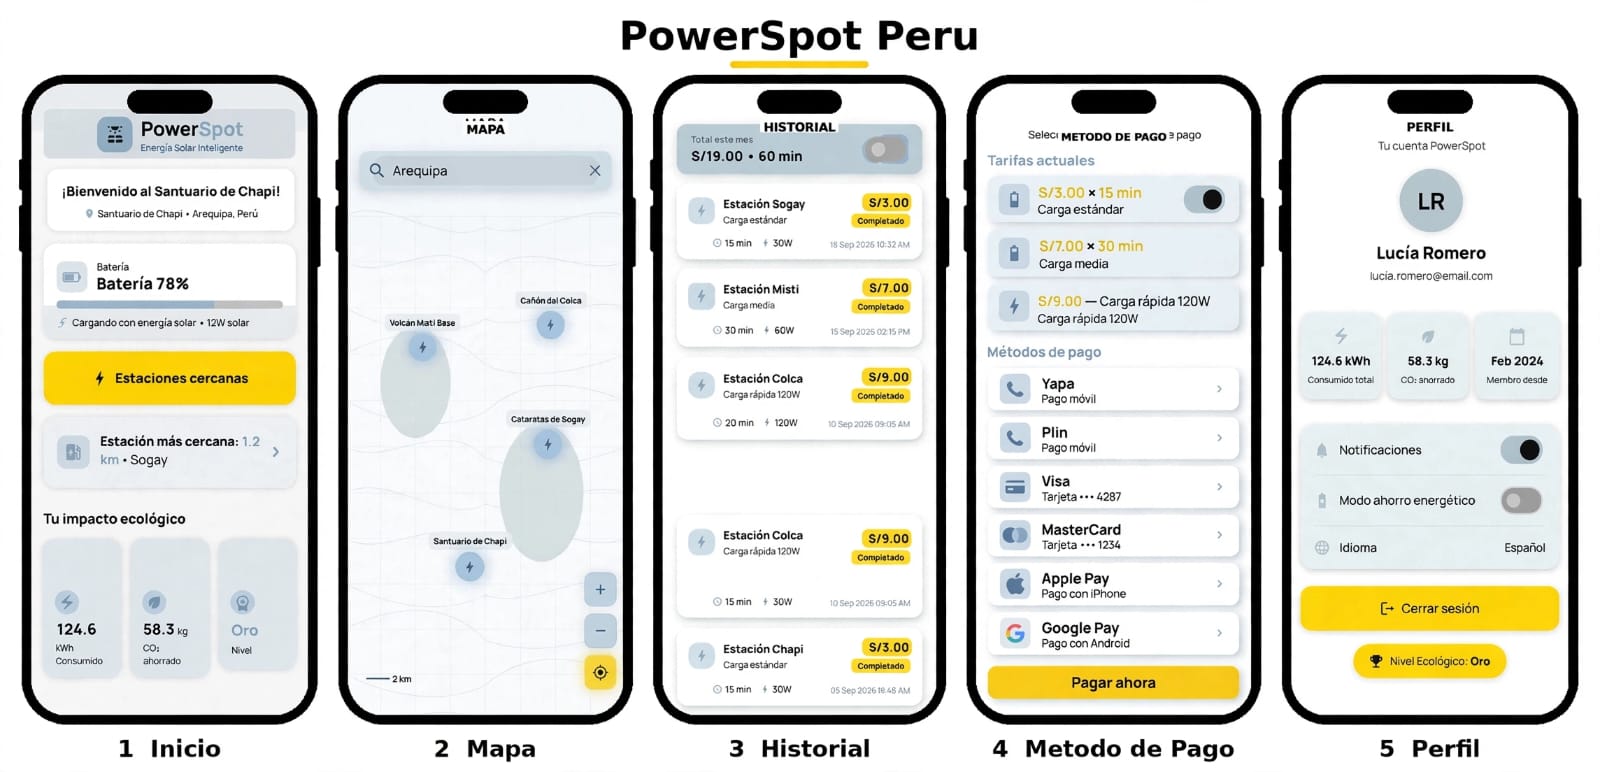 PowerSpot Peru
PowerSpot
Energía Solar Inteligente
¡Bienvenido al Santuario de Chapi!
Santuario de Chapi • Arequipa, Perú
Batería
Batería 78%
Cargando con energía solar • 12W solar
Estaciones cercanas
Estación más cercana: 1.2
km • Sogay
Tu impacto ecológico
124.6
kWh
Consumido
58.3 kg
CO₂
ahorrado
Oro
Nivel
1 Inicio
MAPA
Arequipa
Cañón dal Colca
Volcán Mati Base
Cataratas de Sogay
Santuario de Chapi
+
−
2 km
2 Mapa
HISTORIAL
Total este mes
S/19.00 • 60 min
Estación Sogay
S/3.00
Carga estándar
Completado
15 min
30W
18 Sep 2026 10:32 AM
Estación Misti
S/7.00
Carga media
Completado
30 min
60W
15 Sep 2026 02:15 PM
Estación Colca
S/9.00
Carga rápida 120W
Completado
20 min
120W
10 Sep 2026 09:05 AM
Estación Colca
S/9.00
Carga rápida 120W
Completado
15 min
30W
10 Sep 2026 09:05 AM
Estación Chapi
S/3.00
Carga estándar
Completado
15 min
30W
05 Sep 2026 AM
3 Historial
Selec METODO DE PAGO pago
Tarifas actuales
S/3.00 × 15 min
Carga estándar
S/7.00 × 30 min
Carga media
S/9.00 — Carga rápida 120W
Carga rápida 120W
Métodos de pago
Yapa
Pago móvil
Plin
Pago móvil
Visa
Tarjeta ••• 4287
MasterCard
Tarjeta ••• 1234
Apple Pay
Pago con iPhone
Google Pay
Pago con Android
Pagar ahora
4 Metodo de Pago
PERFIL
Tu cuenta PowerSpot
LR
Lucía Romero
lucía.romero@email.com
124.6 kWh
Consumido total
58.3 kg
CO₂ anorrado
Feb 2024
Miembro desde
Notificaciones
Modo ahorro energético
Idioma
Español
Cerrar sesión
Nivel Ecológico: Oro
5 Perfil